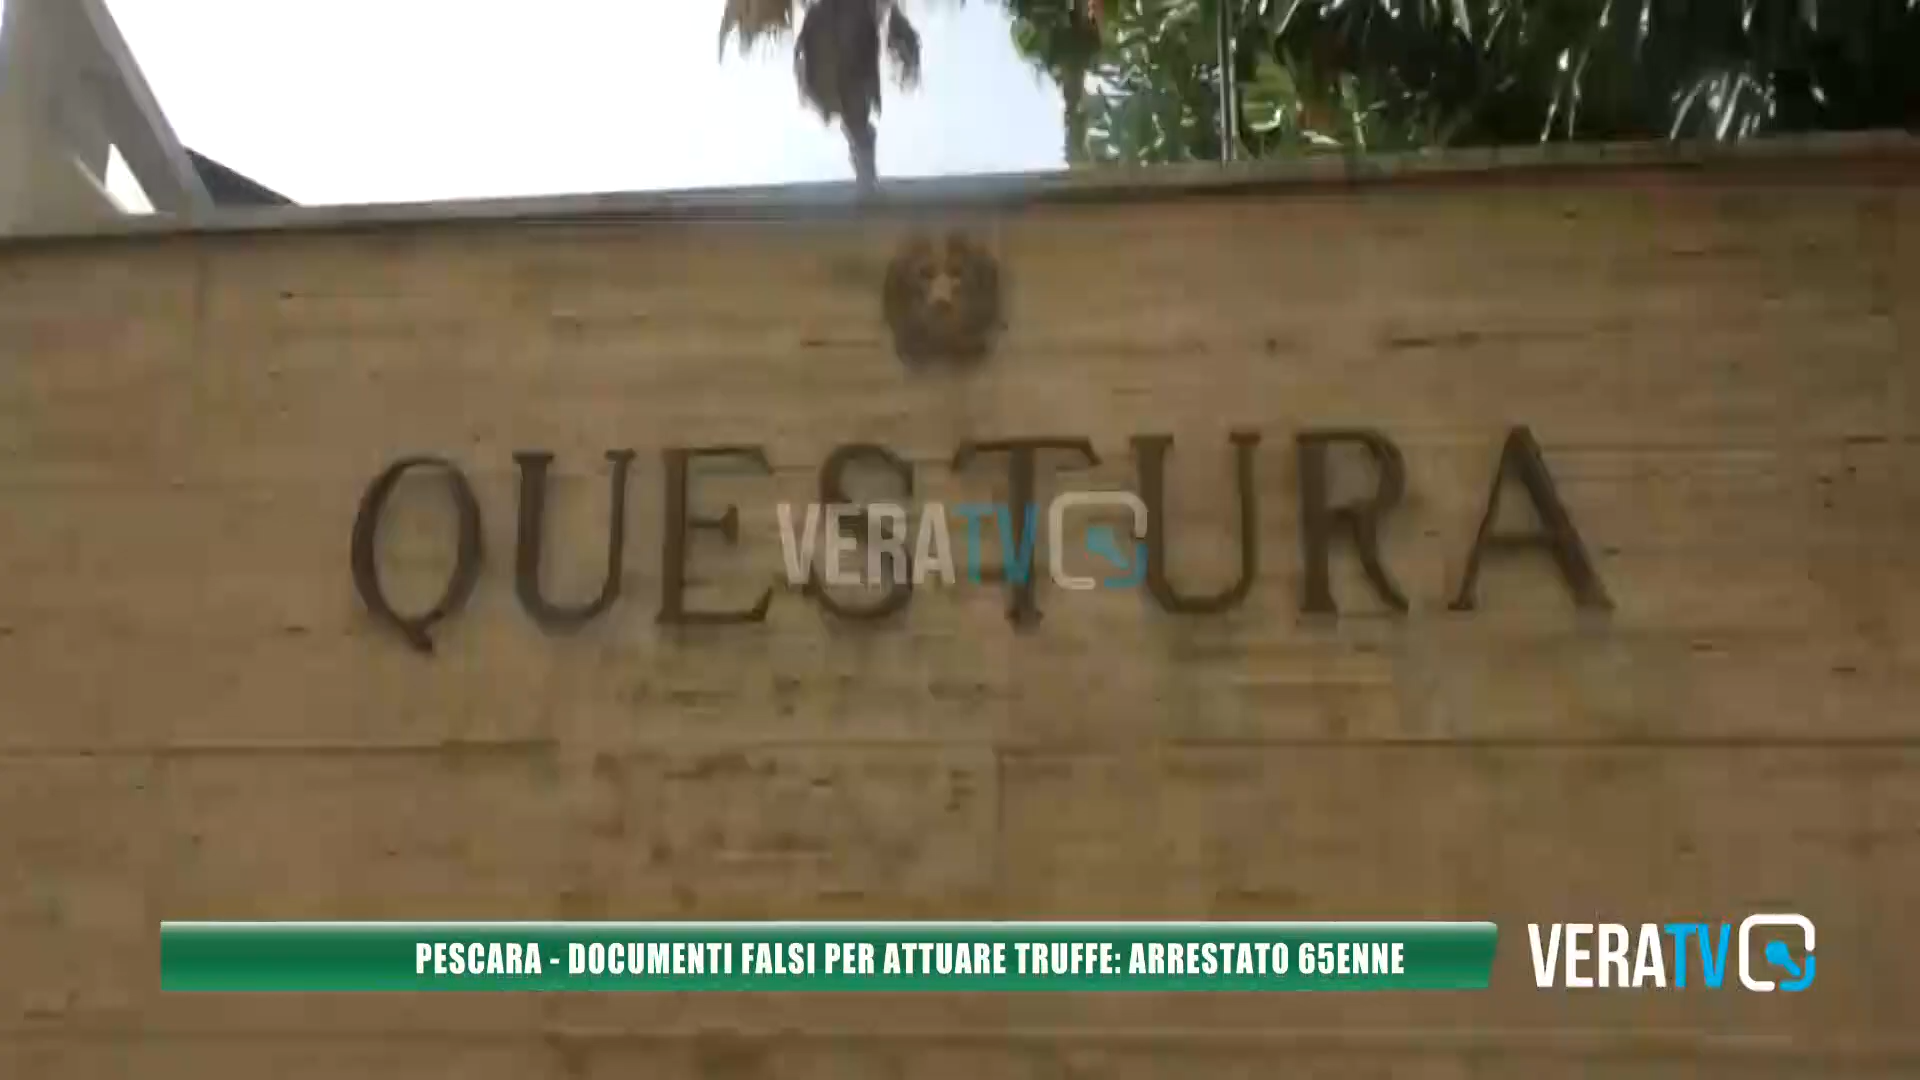 QUESTURA
VERATV
PESCARA - DOCUMENTI FALSI PER ATTUARE TRUFFE: ARRESTATO 65ENNE
VERATV